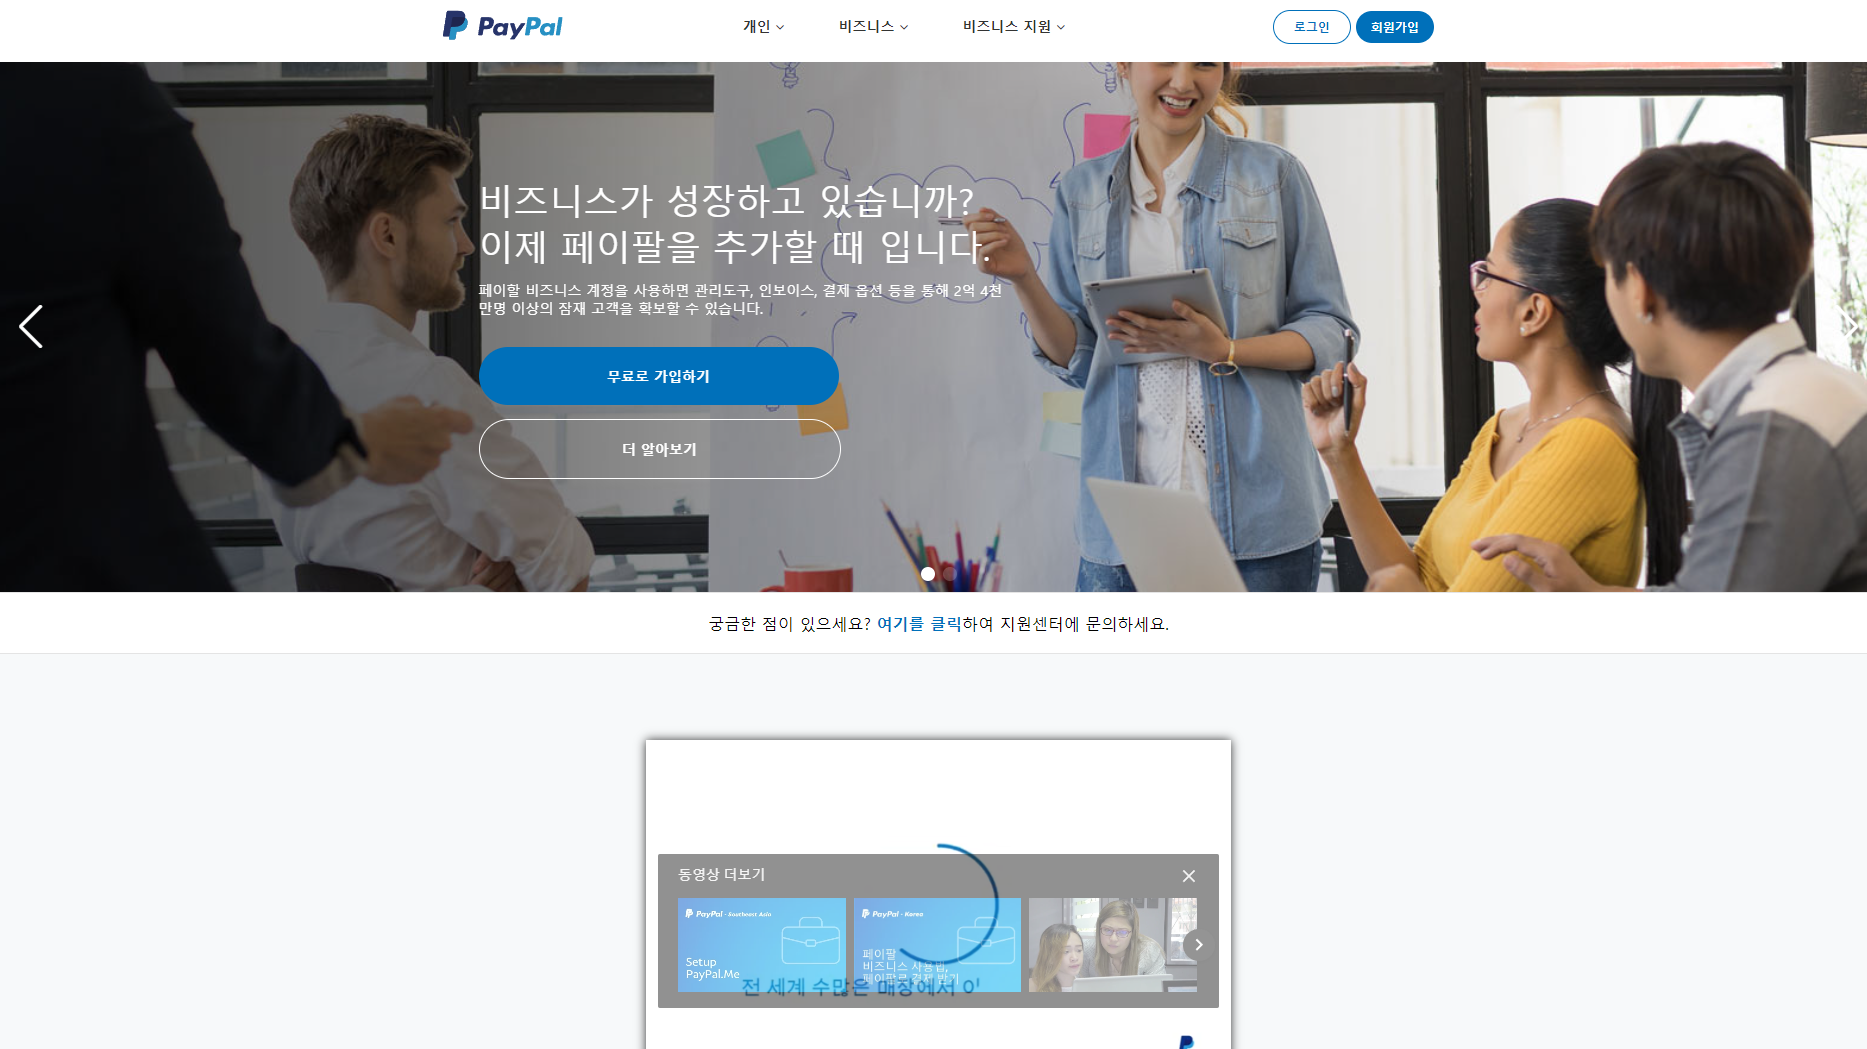 PayPal
개인
비즈니스
비즈니스 지원
로그인
회원가입
비즈니스가 성장하고 있습니까?
이제 페이팔을 추가할 때 입니다.
페이할 비즈니스 계정을 사용하면 관리도구, 인보이스, 결제 옵션 등을 통해 2억 4천
만명 이상의 잠재 고객을 확보할 수 있습니다.
무료로 가입하기
더 알아보기
궁금한 점이 있으세요? 여기를 클릭하여 지원센터에 문의하세요.
동영상 더보기
PayPal - Southeast Asia
Setup
PayPal.Me
PayPal - Korea
페이팔
비즈니스 사용법,
페이팔로 결제 받기
전 세계 수많은 매장에서